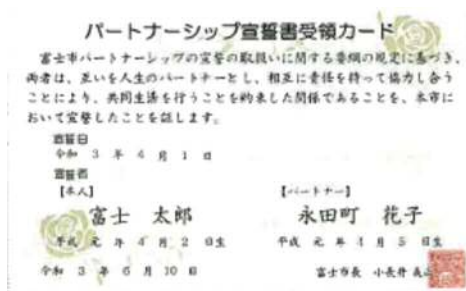 パートナーシップ宣誓書受領カード
富士市パートナーシップの宣誓の取扱いに関する要綱の規定に基づき、
両者は、互いを人生のパートナーとし、相互に責任を持って協力し合う
ことにより、共同生活を行うことを約束した関係であることを、本市に
おいて宣誓したことを証します。
宣誓日
令和 3 年 4 月 1 日
宣誓者
【本人】 【パートナー】
富士 太郎 永田町 花子
平成 元 年 4 月 2 日生 平成 元 年 4 月 5 日生
令和 3 年 6 月 10 日 富士市長 小長井 義正